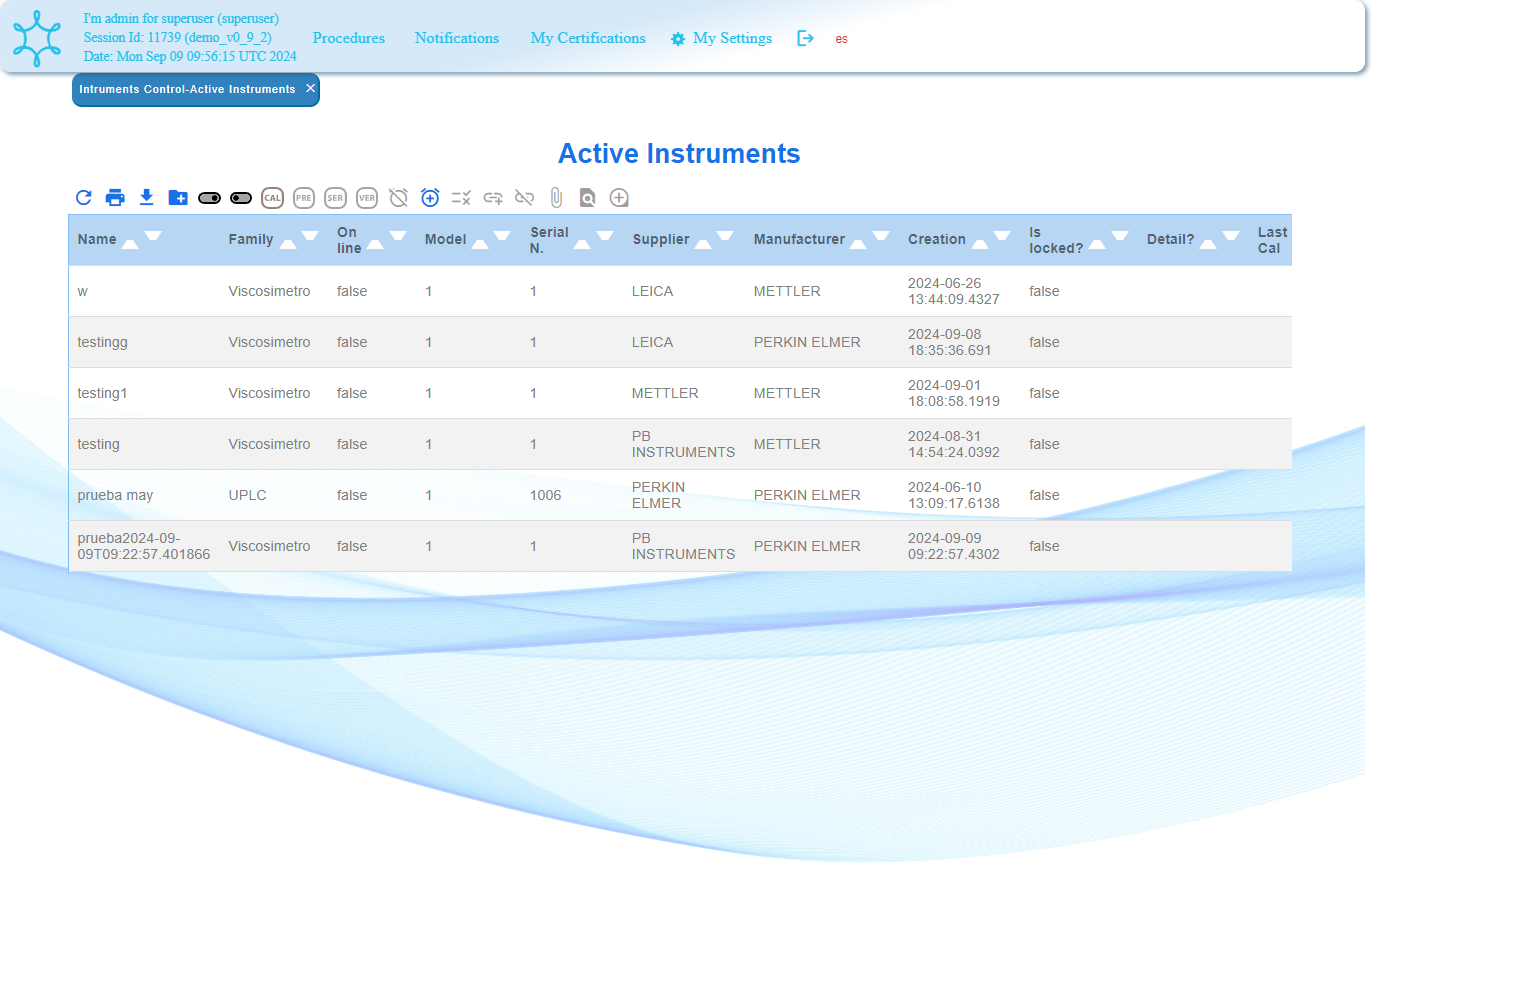 I'm admin for superuser (superuser)
Session Id: 11739 (demo_v0_9_2)
Date: Mon Sep 09 09:56:15 UTC 2024
Procedures Notifications My Certifications My Settings es
Intruments Control-Active Instruments ✕
Active Instruments
CAL PRE SER VER
Name Family On line Model Serial N. Supplier Manufacturer Creation Is locked? Detail? Last Cal
w Viscosimetro false 1 1 LEICA METTLER 2024-06-26 13:44:09.4327 false
testingg Viscosimetro false 1 1 LEICA PERKIN ELMER 2024-09-08 18:35:36.691 false
testing1 Viscosimetro false 1 1 METTLER METTLER 2024-09-01 18:08:58.1919 false
testing Viscosimetro false 1 1 PB INSTRUMENTS METTLER 2024-08-31 14:54:24.0392 false
prueba may UPLC false 1 1006 PERKIN ELMER PERKIN ELMER 2024-06-10 13:09:17.6138 false
prueba2024-09-09T09:22:57.401866 Viscosimetro false 1 1 PB INSTRUMENTS PERKIN ELMER 2024-09-09 09:22:57.4302 false